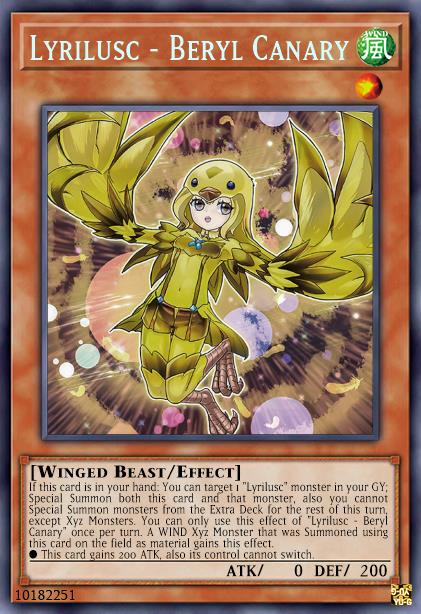 Lyrilusc - Beryl Canary
WIND
風
[Winged Beast/Effect]
If this card is in your hand: You can target 1 "Lyrilusc" monster in your GY;
Special Summon both this card and that monster, also you cannot
Special Summon monsters from the Extra Deck for the rest of this turn,
except Xyz Monsters. You can only use this effect of "Lyrilusc - Beryl
Canary" once per turn. A WIND Xyz Monster that was Summoned using
this card on the field as material gains this effect.
● This card gains 200 ATK, also its control cannot switch.
ATK/ 0 DEF/ 200
10182251